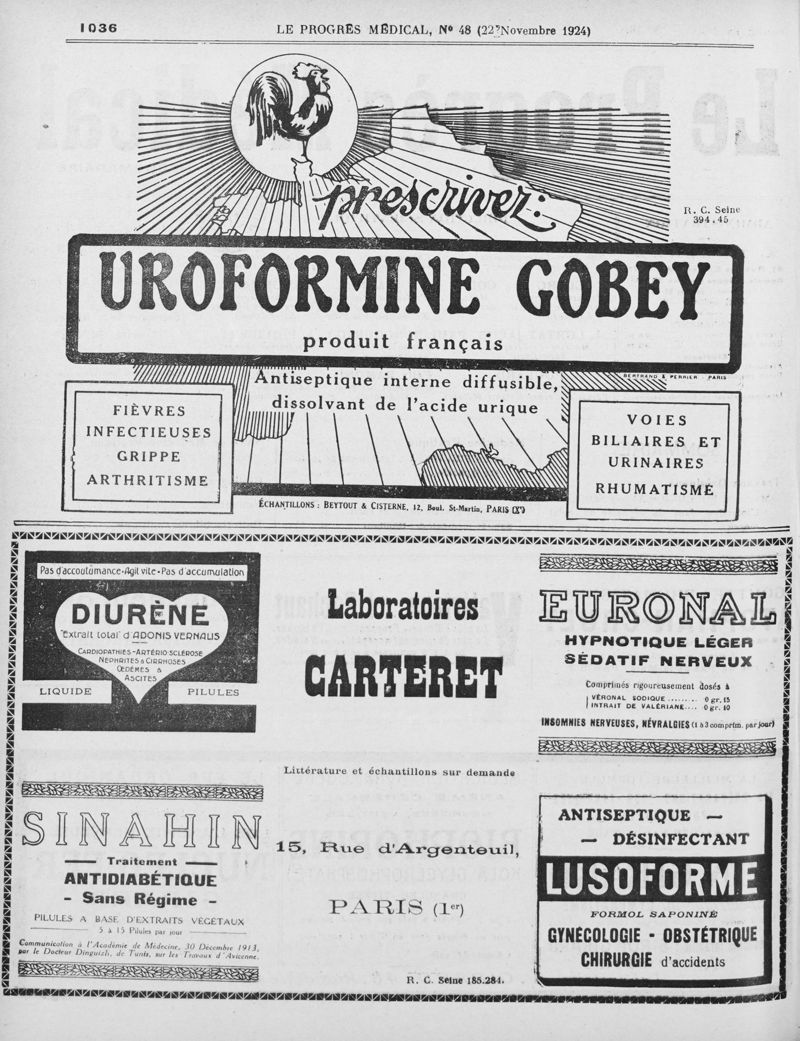 1036
LE PROGRÈS MÉDICAL, Nº 48 (22 Novembre 1924)
prescrivez:
R. C. Seine
394.45
UROFORMINE GOBEY
produit français
BERTRAND & PERRIER PARIS
Antiseptique interne diffusible,
dissolvant de l'acide urique
FIÈVRES
INFECTIEUSES
GRIPPE
ARTHRITISME
VOIES
BILIAIRES ET
URINAIRES
RHUMATISME
ÉCHANTILLONS : BEYTOUT & CISTERNE, 12, Boul. St-Martin, PARIS (Xe)
Pas d'accoutumance-Agit vite-Pas d'accumulation
DIURÈNE
"Extrait total" d'ADONIS VERNALIS
CARDIOPATHIES-ARTÉRIO-SCLÉROSE
NÉPHRITES & CIRRHOSES
ŒDÈMES &
ASCITES
LIQUIDE
PILULES
Laboratoires
CARTERET
EURONAL
HYPNOTIQUE LÉGER
SÉDATIF NERVEUX
Comprimés rigoureusement dosés à
VÉRONAL SODIQUE ......... 0 gr. 15
INTRAIT DE VALÉRIANE.... 0 gr. 10
INSOMNIES NERVEUSES, NÉVRALGIES (1 à 3 comprim. par jour)
Littérature et échantillons sur demande
SINAHIN
Traitement
ANTIDIABÉTIQUE
- Sans Régime -
PILULES A BASE D'EXTRAITS VÉGÉTAUX
5 à 15 Pilules par jour
Communication à l'Académie de Médecine, 30 Décembre 1913,
par le Docteur Dinguizli, de Tunis, sur les Travaux d'Avicenne.
15, Rue d'Argenteuil,
PARIS (1er)
R. C. Seine 185.284.
ANTISEPTIQUE —
— DÉSINFECTANT
LUSOFORME
FORMOL SAPONINÉ
GYNÉCOLOGIE - OBSTÉTRIQUE
CHIRURGIE d'accidents